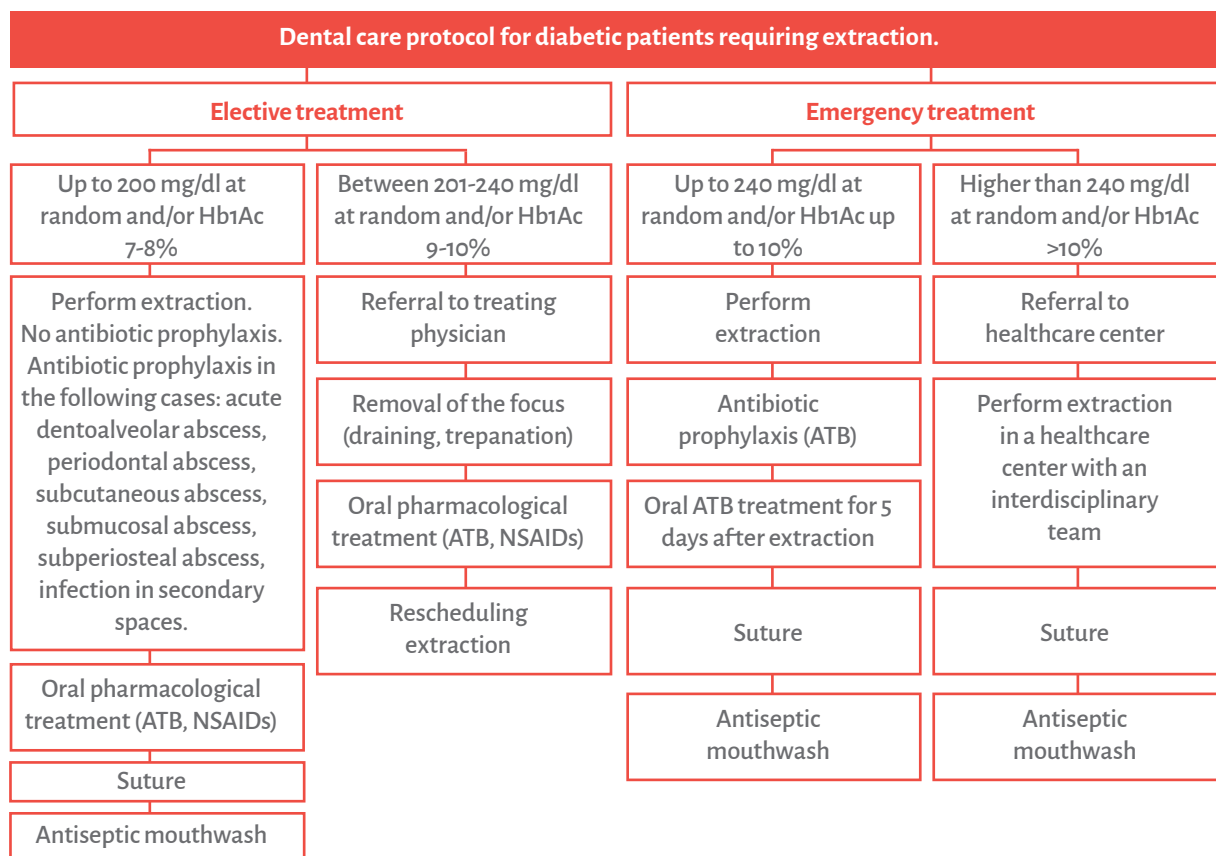 Dental care protocol for diabetic patients requiring extraction.
Elective treatment
Up to 200 mg/dl at
random and/or Hb1Ac
7-8%
Perform extraction.
No antibiotic prophylaxis.
Antibiotic prophylaxis in
the following cases: acute
dentoalveolar abscess,
periodontal abscess,
subcutaneous abscess,
submucosal abscess,
subperiosteal abscess,
infection in secondary
spaces.
Oral pharmacological
treatment (ATB, NSAIDs)
Suture
Antiseptic mouthwash
Between 201-240 mg/dl
at random and/or Hb1Ac
9-10%
Referral to treating
physician
Removal of the focus
(draining, trepanation)
Oral pharmacological
treatment (ATB, NSAIDs)
Rescheduling
extraction
Emergency treatment
Up to 240 mg/dl at
random and/or Hb1Ac up
to 10%
Perform
extraction
Antibiotic
prophylaxis (ATB)
Oral ATB treatment for 5
days after extraction
Suture
Antiseptic
mouthwash
Higher than 240 mg/dl
at random and/or Hb1Ac
>10%
Referral to
healthcare center
Perform extraction
in a healthcare
center with an
interdisciplinary
team
Suture
Antiseptic
mouthwash